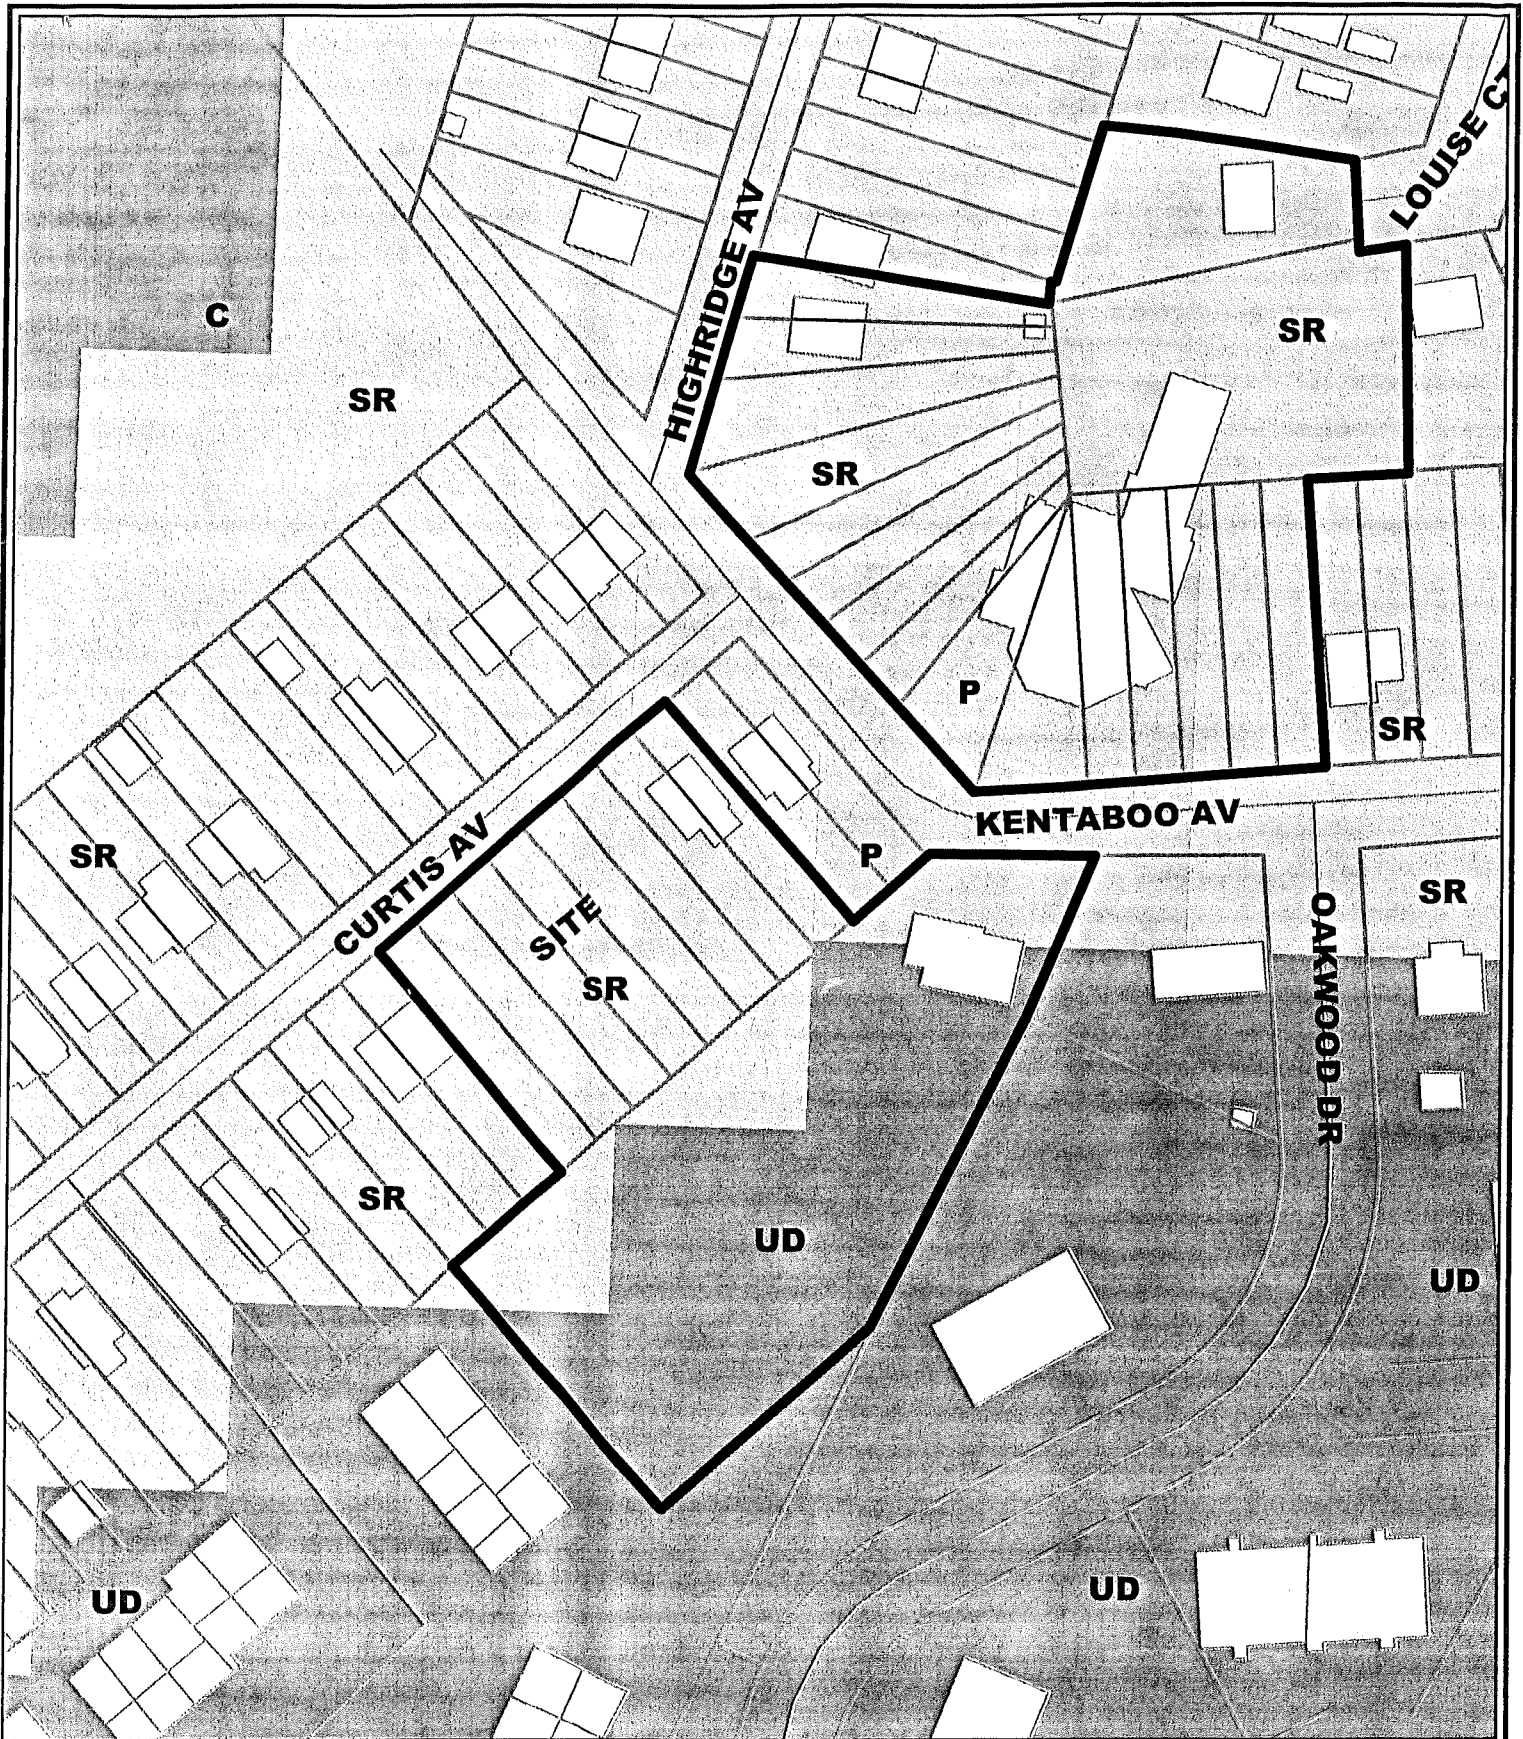 LOUISE CT
HIGHRIDGE AV
C
SR
SR
SR
P
SR
KENTABOO AV
CURTIS AV
SR
P
SR
SITE
SR
OAKWOOD DR
SR
UD
UD
UD
UD